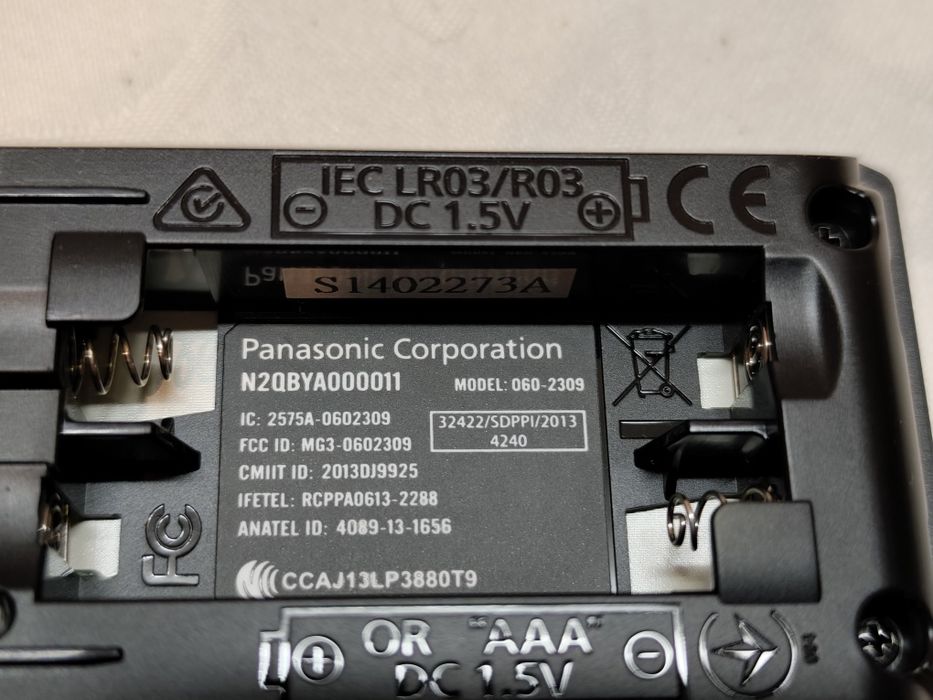 IEC LR03/R03
DC 1.5V
CE
S1402273A
Panasonic Corporation
N2QBYA000011
MODEL: 060-2309
IC: 2575A-0602309
32422/SDPPI/2013
4240
FCC ID: MG3-0602309
CMIIT ID: 2013DJ9925
IFETEL: RCPPA0613-2288
ANATEL ID: 4089-13-1656
FC
CCAJ13LP3880T9
OR "AAA"
DC 1.5V